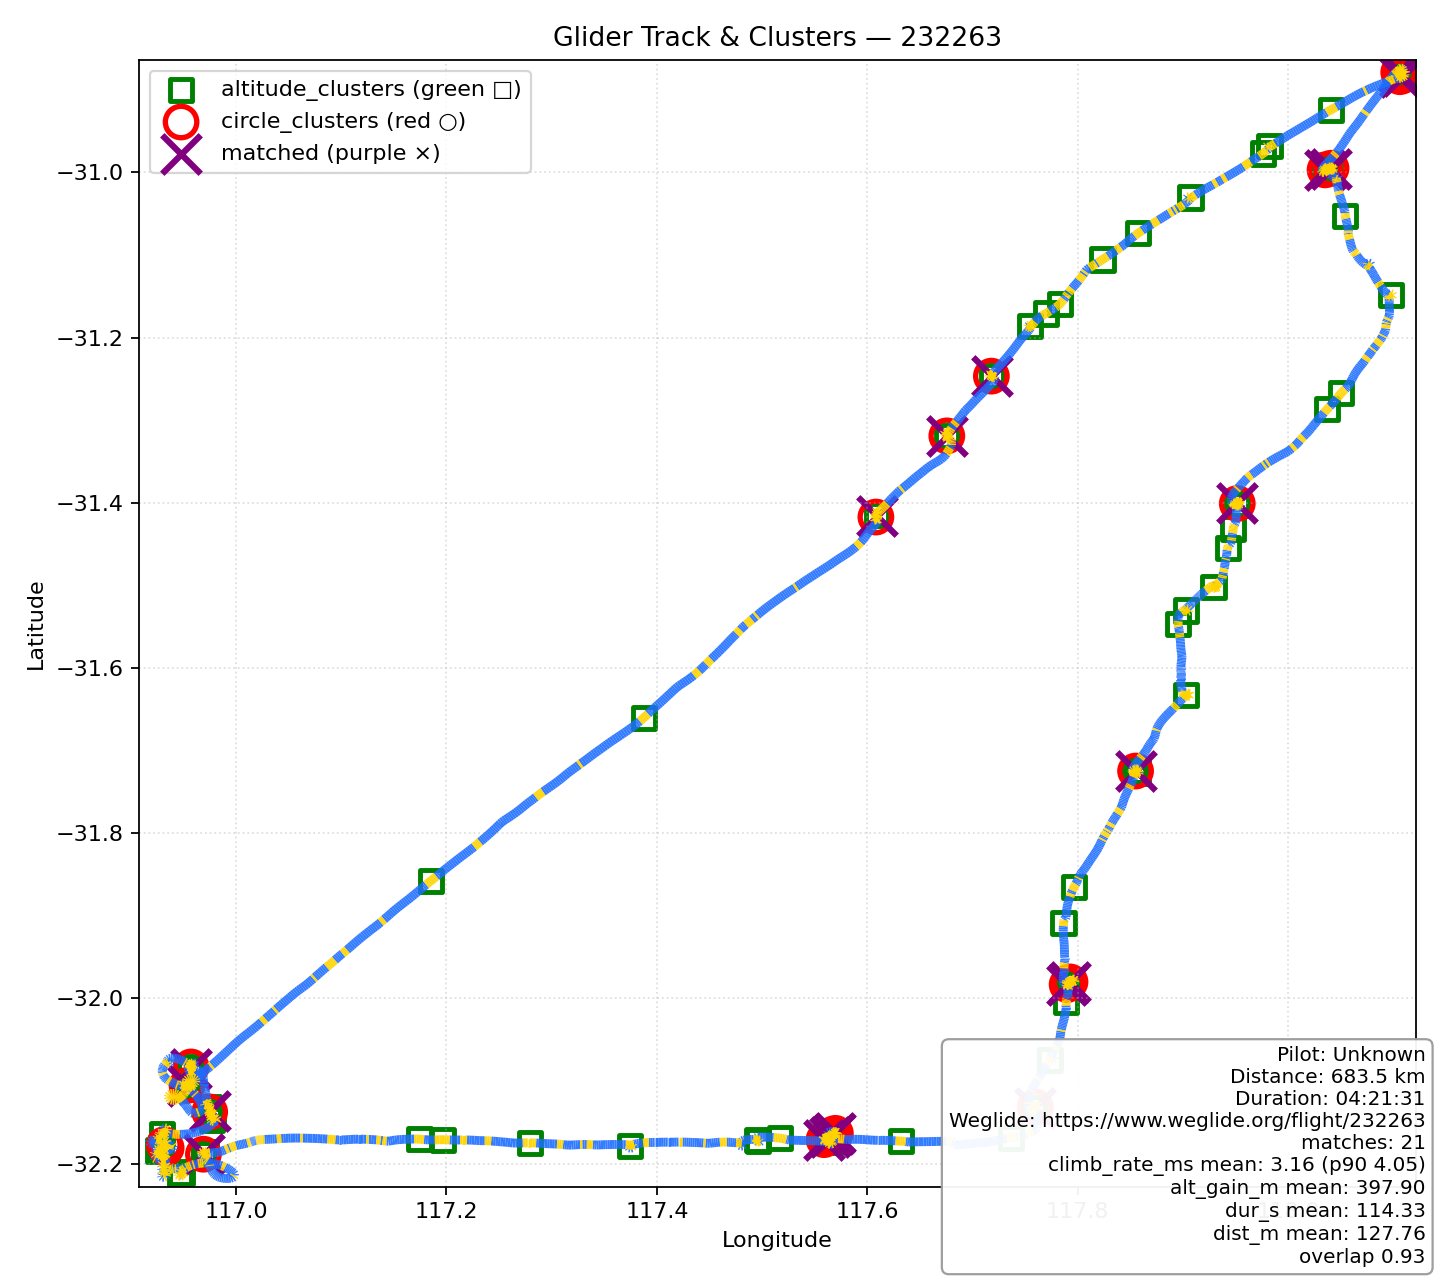 Glider Track & Clusters — 232263
altitude_clusters (green □)
circle_clusters (red ○)
matched (purple ×)
−31.0
−31.2
−31.4
−31.6
−31.8
−32.0
−32.2
Latitude
117.0
117.2
117.4
117.6
117.8
Longitude
Pilot: Unknown
Distance: 683.5 km
Duration: 04:21:31
Weglide: https://www.weglide.org/flight/232263
matches: 21
climb_rate_ms mean: 3.16 (p90 4.05)
alt_gain_m mean: 397.90
dur_s mean: 114.33
dist_m mean: 127.76
overlap 0.93